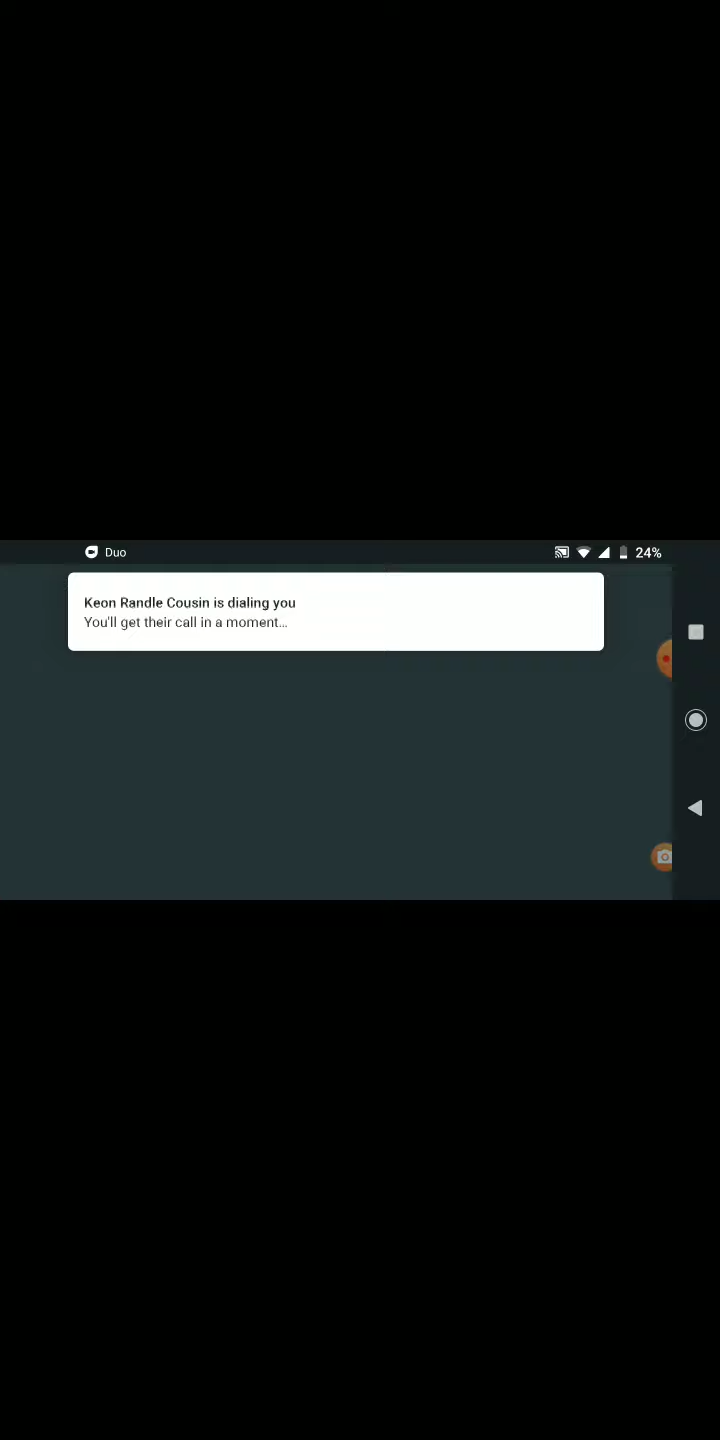 Duo
24%
Keon Randle Cousin is dialing you
You'll get their call in a moment...